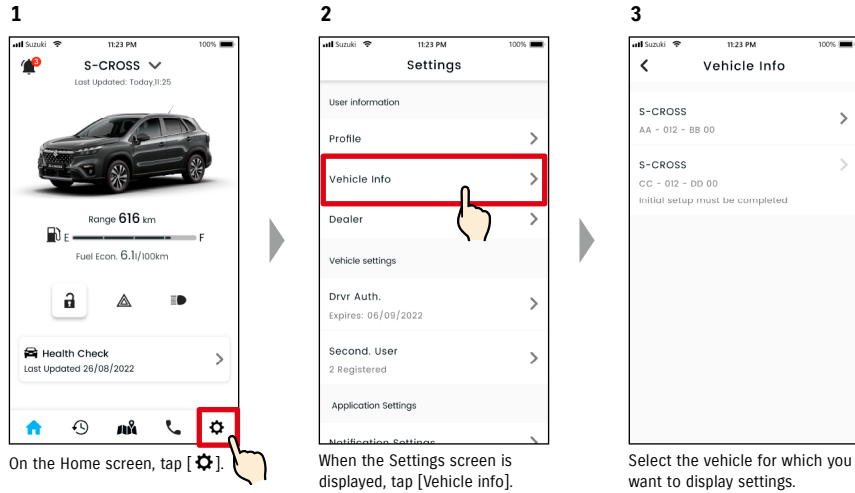 1
Suzuki 11:23 PM 100%
3
S-CROSS
Last Updated: Today,11:25
Range 616 km
E F
Fuel Econ. 6.1l/100km
Health Check
Last Updated 26/08/2022
On the Home screen, tap [ ].
2
Suzuki 11:23 PM 100%
Settings
User information
Profile
Vehicle Info
Dealer
Vehicle settings
Drvr Auth.
Expires: 06/09/2022
Second. User
2 Registered
Application Settings
Notification Settings
When the Settings screen is
displayed, tap [Vehicle info].
3
Suzuki 11:23 PM 100%
Vehicle Info
S-CROSS
AA - 012 - BB 00
S-CROSS
CC - 012 - DD 00
Initial setup must be completed
Select the vehicle for which you
want to display settings.